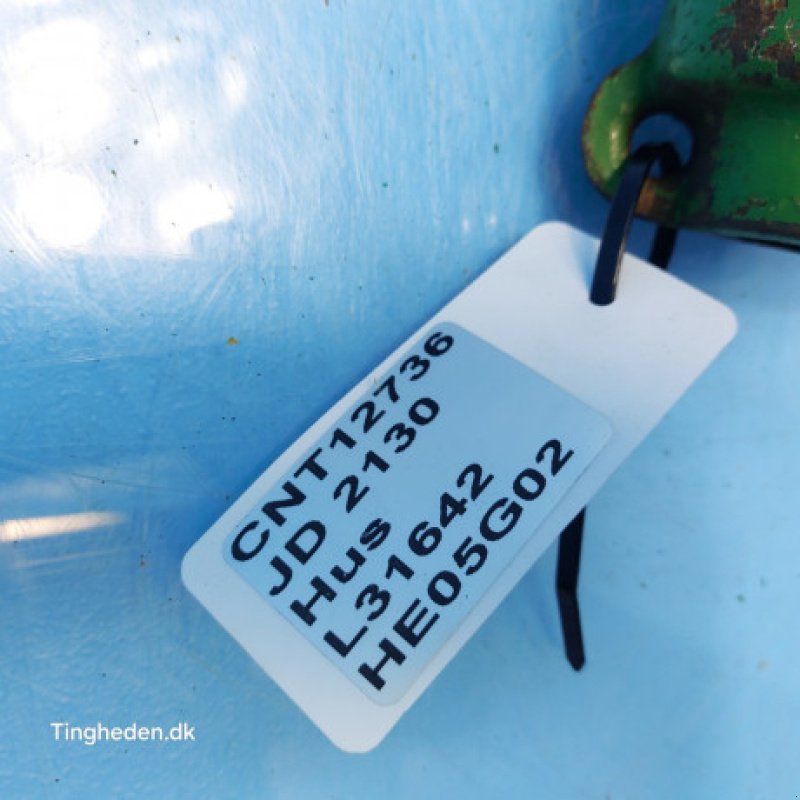 CNT12736
JD 2130
Hus
L31642
HE05G02
Tingheden.dk